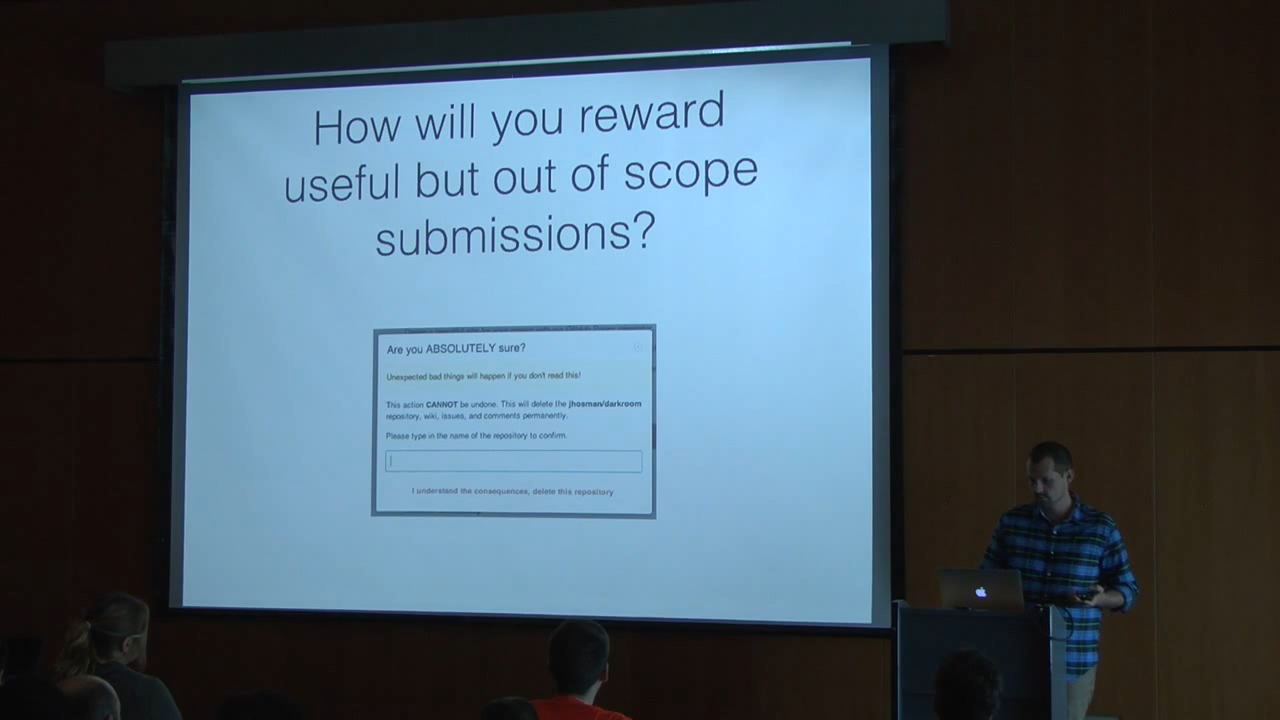 How will you reward
useful but out of scope
submissions?
Are you ABSOLUTELY sure?
Unexpected bad things will happen if you don't read this!
This action CANNOT be undone. This will delete the jhosman/darkroom
repository, wiki, issues, and comments permanently.
Please type in the name of the repository to confirm.
I understand the consequences, delete this repository